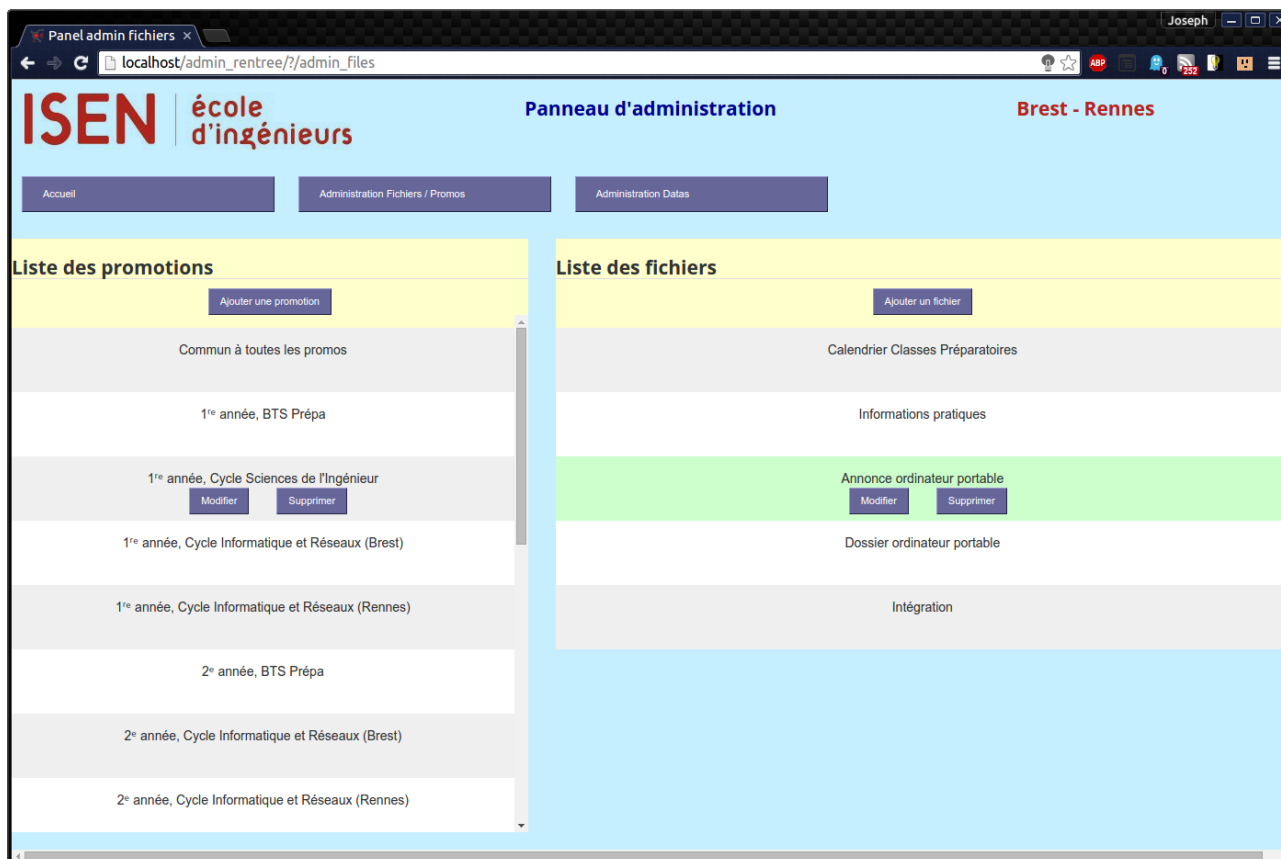 Joseph
Panel admin fichiers
localhost/admin_rentree/?/admin_files
ABP
0
252
ISEN
école
d'ingénieurs
Panneau d'administration
Brest - Rennes
Accueil
Administration Fichiers / Promos
Administration Datas
Liste des promotions
Ajouter une promotion
Commun à toutes les promos
1re année, BTS Prépa
1re année, Cycle Sciences de l'Ingénieur
Modifier
Supprimer
1re année, Cycle Informatique et Réseaux (Brest)
1re année, Cycle Informatique et Réseaux (Rennes)
2e année, BTS Prépa
2e année, Cycle Informatique et Réseaux (Brest)
2e année, Cycle Informatique et Réseaux (Rennes)
Liste des fichiers
Ajouter un fichier
Calendrier Classes Préparatoires
Informations pratiques
Annonce ordinateur portable
Modifier
Supprimer
Dossier ordinateur portable
Intégration